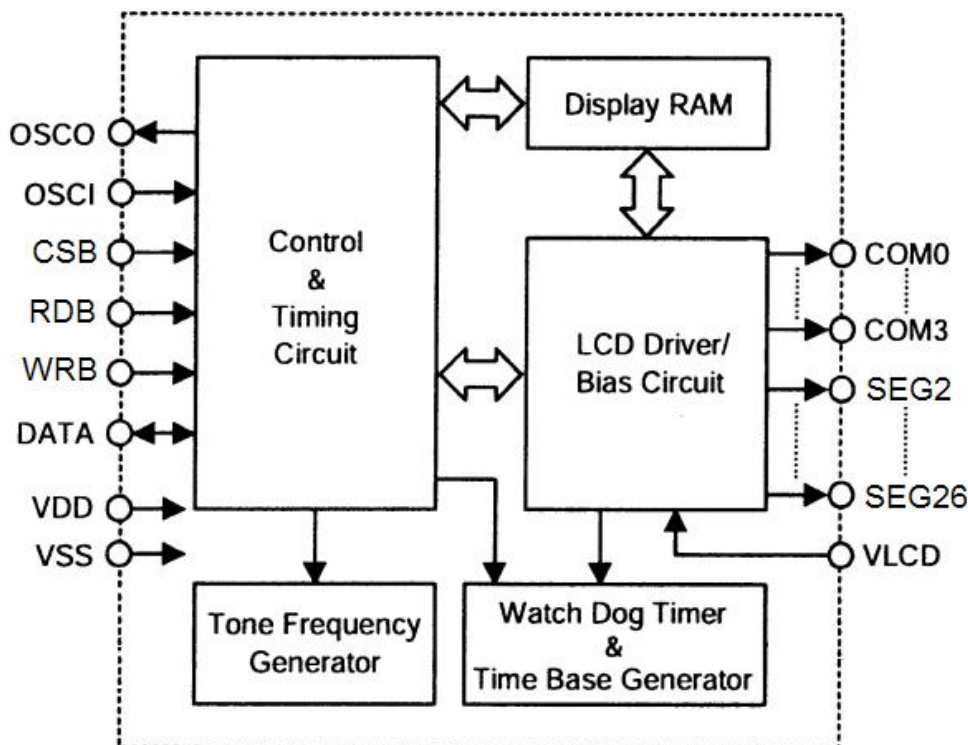 OSCO
OSCI
CSB
RDB
WRB
DATA
VDD
VSS
Control
&
Timing
Circuit
Display RAM
LCD Driver/
Bias Circuit
COM0
COM3
SEG2
SEG26
VLCD
Tone Frequency
Generator
Watch Dog Timer
&
Time Base Generator